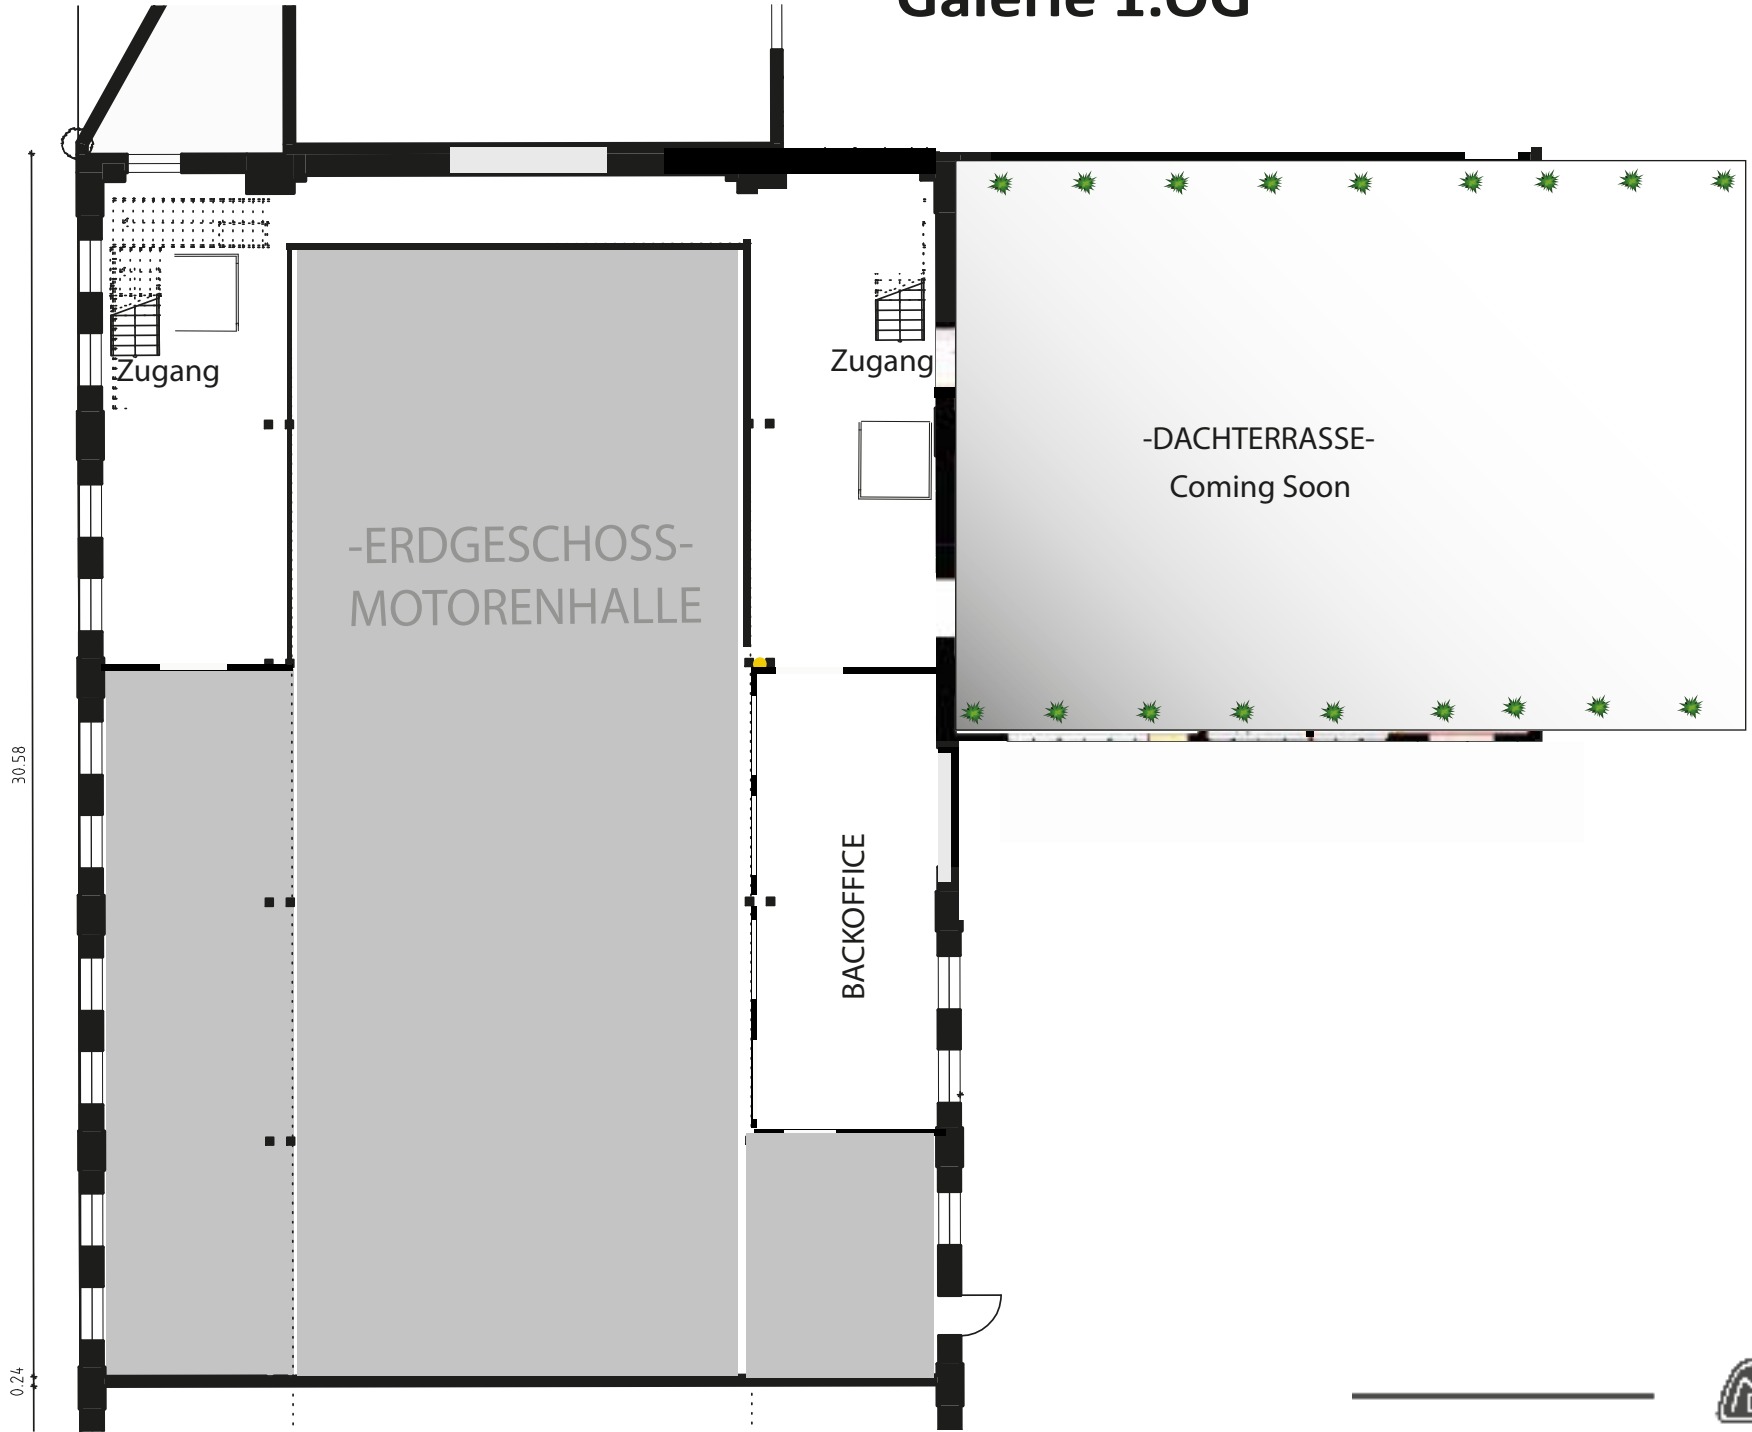 Galerie 1.OG
Zugang
Zugang
-DACHTERRASSE-
Coming Soon
-ERDGESCHOSS-
MOTORENHALLE
30.58
BACKOFFICE
0.24